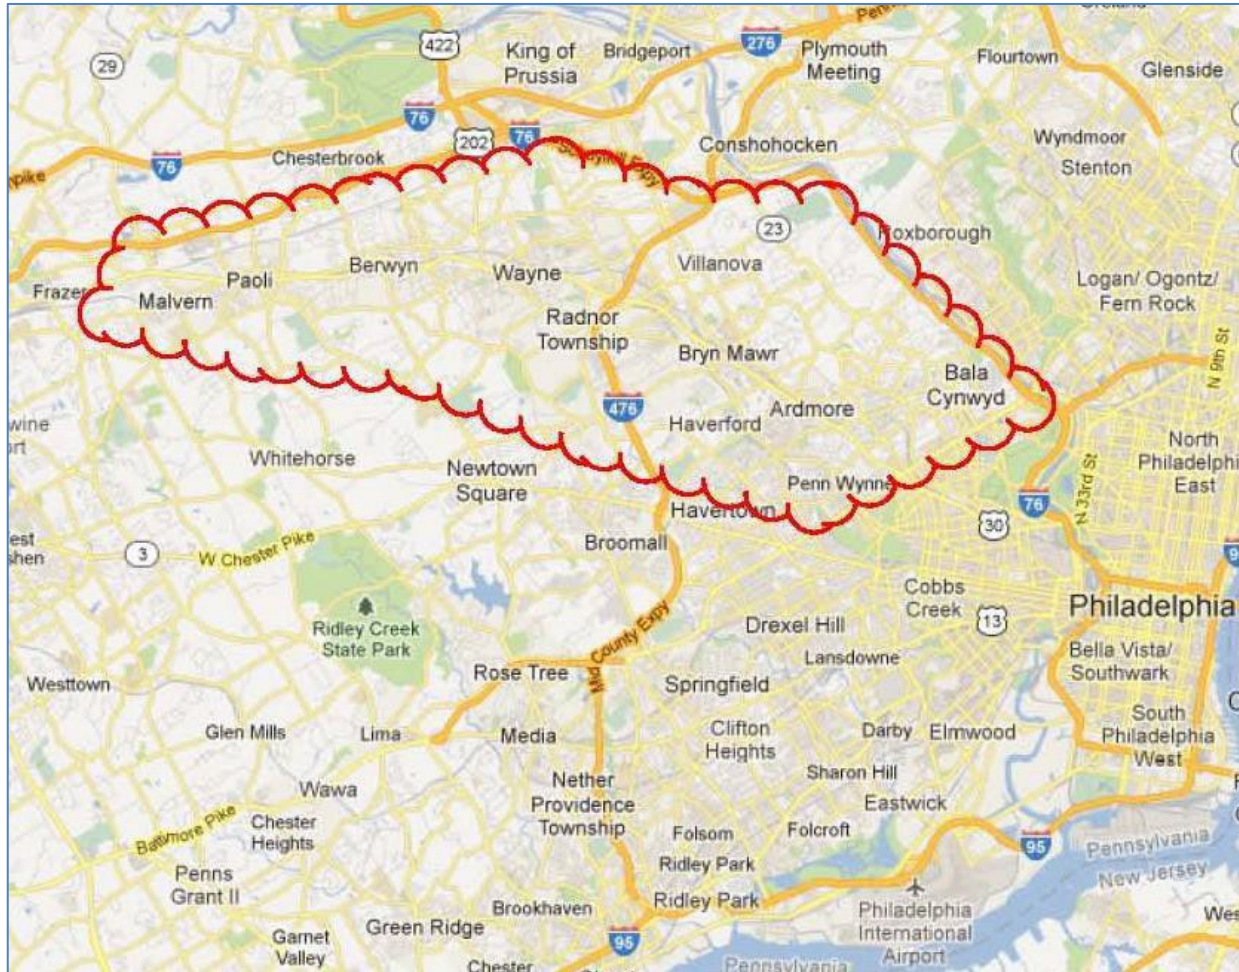 422
King of
Prussia
Bridgeport
276
Plymouth
Meeting
Flourtown
Glenside
29
76
202
76
76
Chesterbrook
Conshohocken
Wyndmoor
Stenton
23
Roxborough
Frazer
Malvern
Paoli
Berwyn
Wayne
Villanova
Logan/ Ogontz/
Fern Rock
Radnor
Township
Bryn Mawr
N 9th St
476
Bala
Cynwyd
Ardmore
Haverford
Whitehorse
Newtown
Square
Penn Wynne
Havertown
North
Philadelphia
East
N 33rd St
76
30
3
W Chester Pike
Broomall
Cobbs
Creek
13
Philadelphia
Ridley Creek
State Park
Drexel Hill
Lansdowne
Bella Vista/
Southwark
County Expy
Mid
Westtown
Rose Tree
Springfield
Glen Mills
Lima
Media
Clifton
Heights
Darby
Elmwood
South
Philadelphia
West
Wawa
Nether
Providence
Township
Sharon Hill
Eastwick
Baltimore Pike
Chester
Heights
Folsom
Folcroft
95
Pennsylvania
New Jersey
Penns
Grant II
Ridley Park
Brookhaven
Ridley Park
Philadelphia
International
Airport
Green Ridge
Garnet
Valley
95
Chester
Pennsylvania